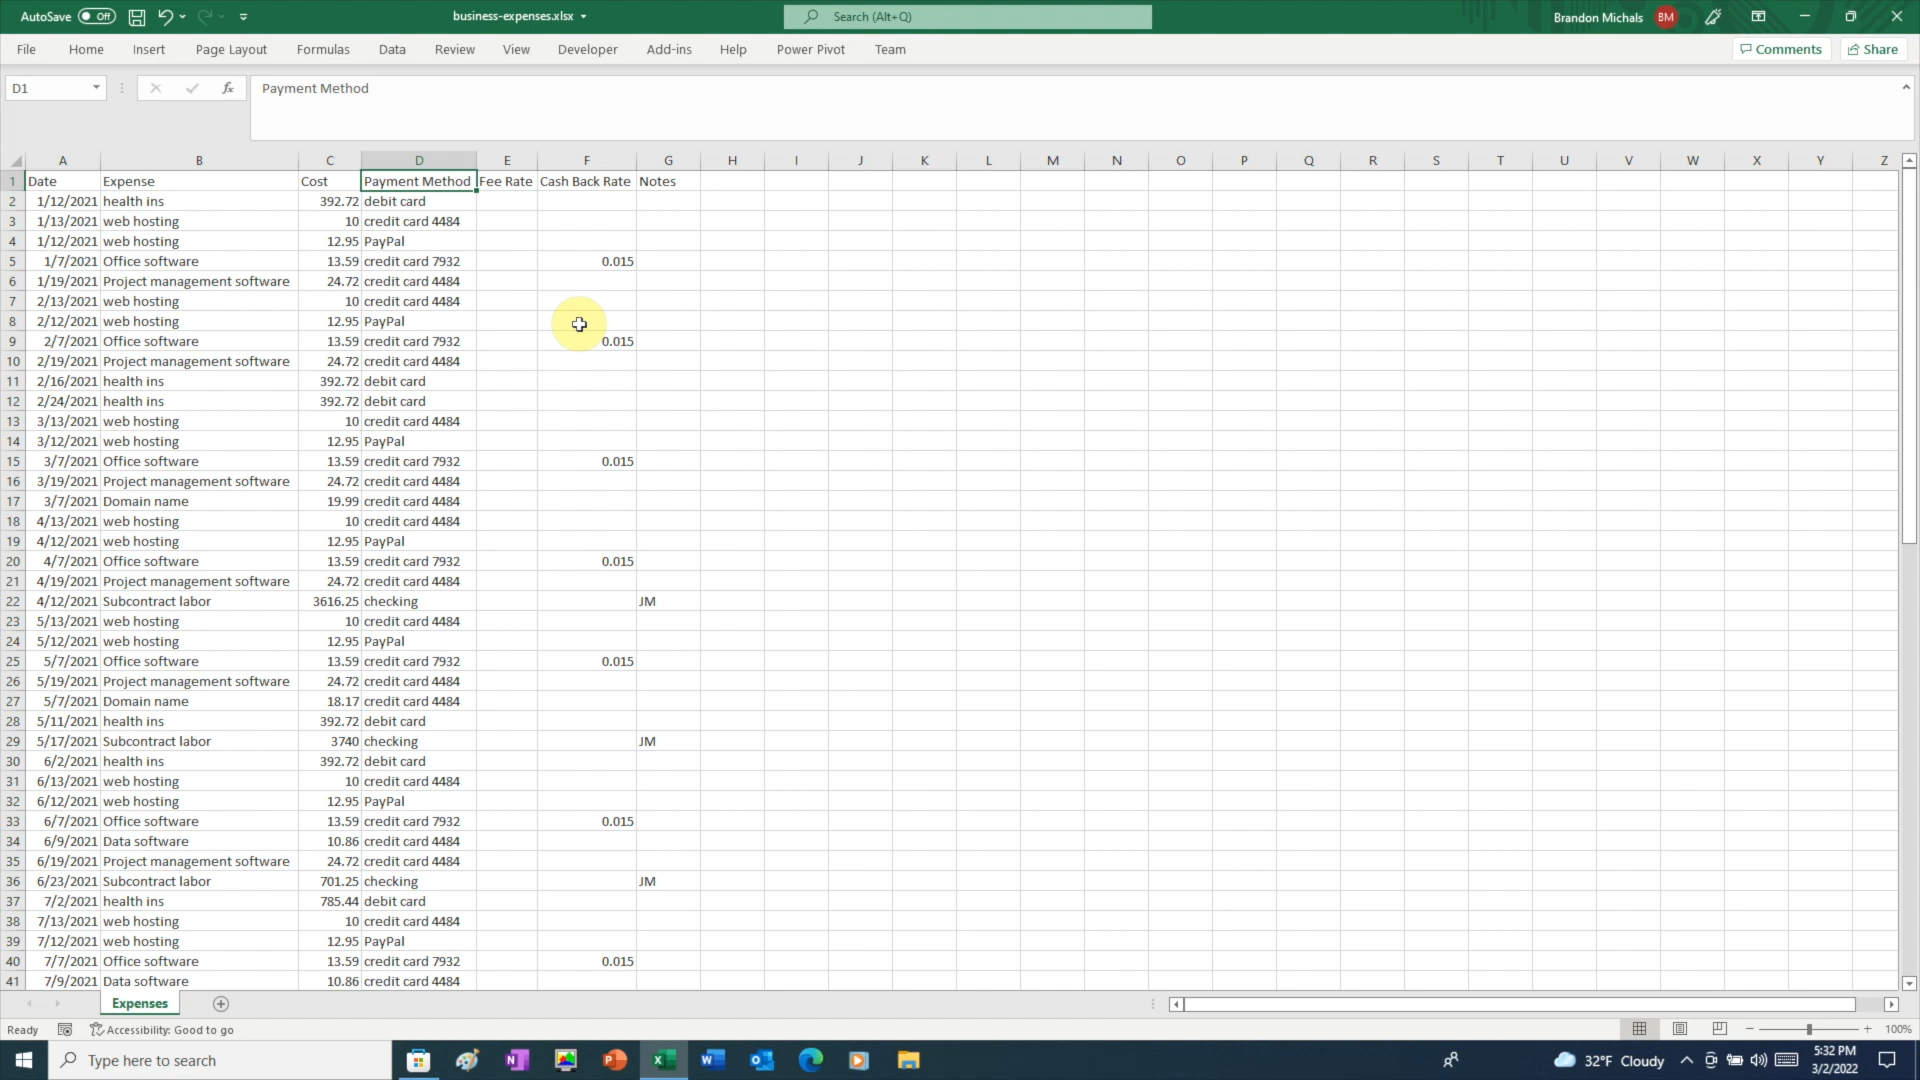 AutoSave Off business-expenses.xlsx Search (Alt+Q) Brandon Michals BM
File Home Insert Page Layout Formulas Data Review View Developer Add-ins Help Power Pivot Team Comments Share
D1 fx Payment Method
A B C D E F G H I J K L M N O P Q R S T U V W X Y Z
1 Date Expense Cost Payment Method Fee Rate Cash Back Rate Notes
2 1/12/2021 health ins 392.72 debit card
3 1/13/2021 web hosting 10 credit card 4484
4 1/12/2021 web hosting 12.95 PayPal
5 1/7/2021 Office software 13.59 credit card 7932 0.015
6 1/19/2021 Project management software 24.72 credit card 4484
7 2/13/2021 web hosting 10 credit card 4484
8 2/12/2021 web hosting 12.95 PayPal
9 2/7/2021 Office software 13.59 credit card 7932 0.015
10 2/19/2021 Project management software 24.72 credit card 4484
11 2/16/2021 health ins 392.72 debit card
12 2/24/2021 health ins 392.72 debit card
13 3/13/2021 web hosting 10 credit card 4484
14 3/12/2021 web hosting 12.95 PayPal
15 3/7/2021 Office software 13.59 credit card 7932 0.015
16 3/19/2021 Project management software 24.72 credit card 4484
17 3/7/2021 Domain name 19.99 credit card 4484
18 4/13/2021 web hosting 10 credit card 4484
19 4/12/2021 web hosting 12.95 PayPal
20 4/7/2021 Office software 13.59 credit card 7932 0.015
21 4/19/2021 Project management software 24.72 credit card 4484
22 4/12/2021 Subcontract labor 3616.25 checking JM
23 5/13/2021 web hosting 10 credit card 4484
24 5/12/2021 web hosting 12.95 PayPal
25 5/7/2021 Office software 13.59 credit card 7932 0.015
26 5/19/2021 Project management software 24.72 credit card 4484
27 5/7/2021 Domain name 18.17 credit card 4484
28 5/11/2021 health ins 392.72 debit card
29 5/17/2021 Subcontract labor 3740 checking JM
30 6/2/2021 health ins 392.72 debit card
31 6/13/2021 web hosting 10 credit card 4484
32 6/12/2021 web hosting 12.95 PayPal
33 6/7/2021 Office software 13.59 credit card 7932 0.015
34 6/9/2021 Data software 10.86 credit card 4484
35 6/19/2021 Project management software 24.72 credit card 4484
36 6/23/2021 Subcontract labor 701.25 checking JM
37 7/2/2021 health ins 785.44 debit card
38 7/13/2021 web hosting 10 credit card 4484
39 7/12/2021 web hosting 12.95 PayPal
40 7/7/2021 Office software 13.59 credit card 7932 0.015
41 7/9/2021 Data software 10.86 credit card 4484
Expenses
Ready Accessibility: Good to go 100%
Type here to search 32°F Cloudy 5:32 PM
3/2/2022